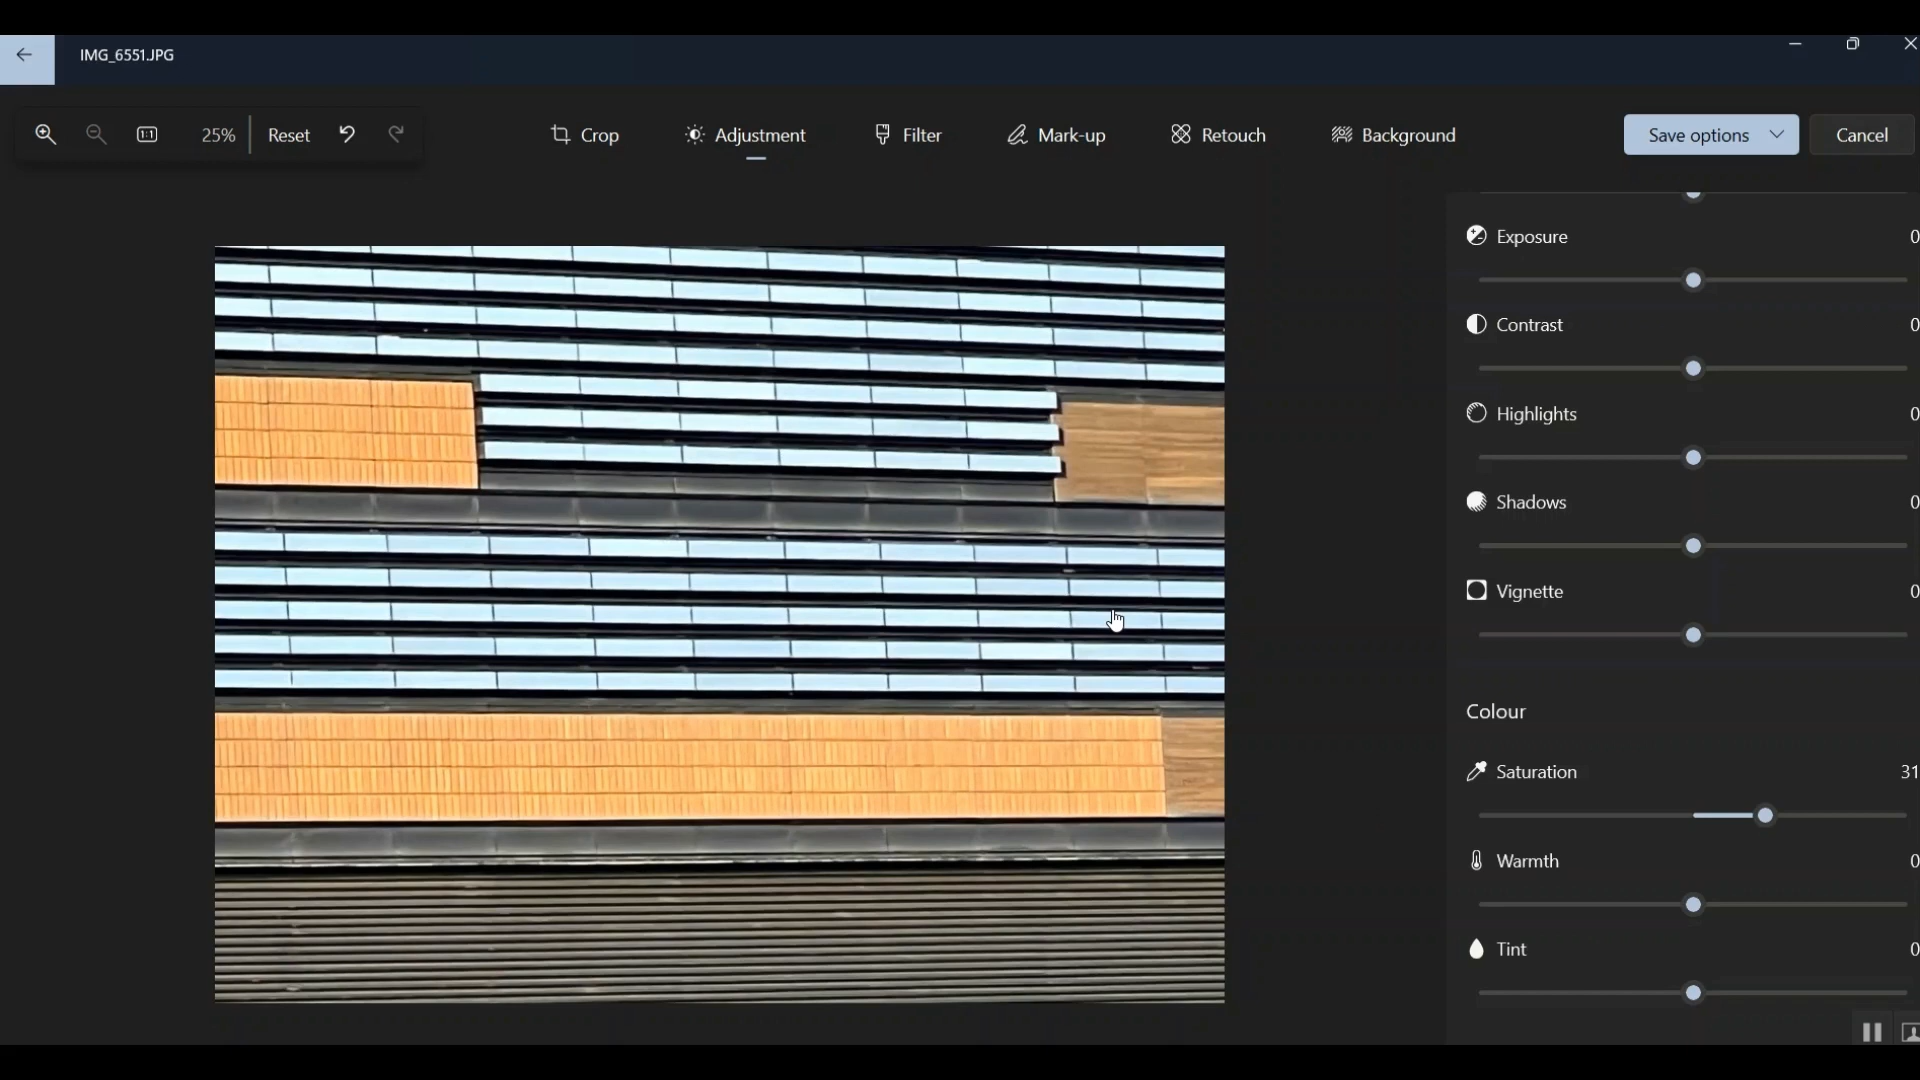 IMG_6551.JPG
25% Reset Crop Adjustment Filter Mark-up Retouch Background Save options Cancel
Exposure 0
Contrast 0
Highlights 0
Shadows 0
Vignette 0
Colour
Saturation 31
Warmth 0
Tint 0